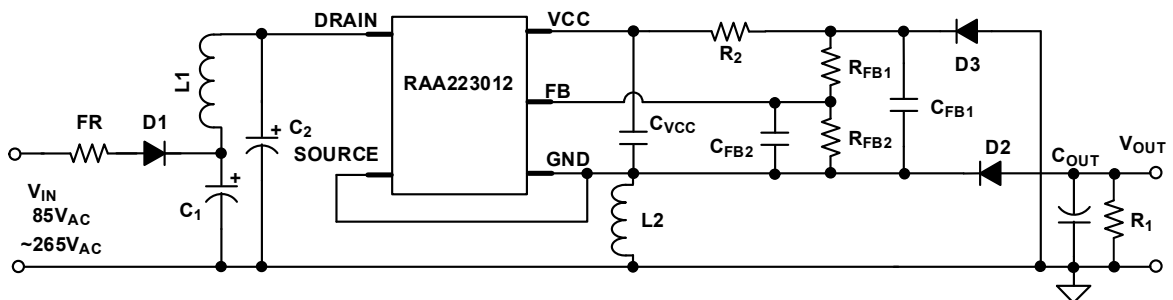 DRAIN
VCC
L1
R2
D3
RAA223012
RFB1
FB
FR
D1
C2
+
CVCC
CFB2
RFB2
CFB1
SOURCE
GND
D2
COUT
VOUT
+
C1
VIN
85VAC
~265VAC
L2
R1